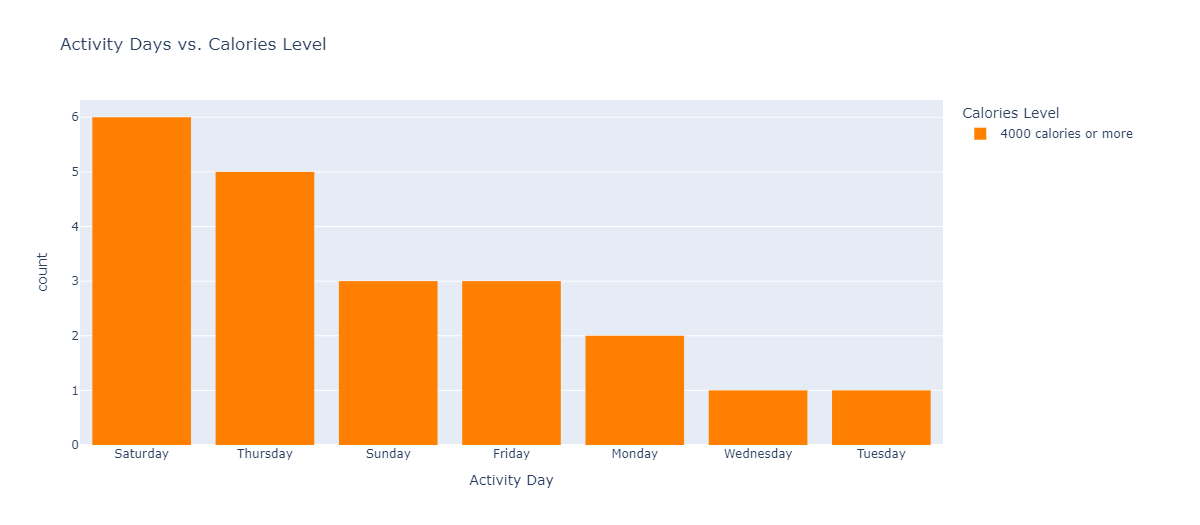 Activity Days vs. Calories Level
Calories Level
4000 calories or more
count
6
5
4
3
2
1
0
Saturday Thursday Sunday Friday Monday Wednesday Tuesday
Activity Day